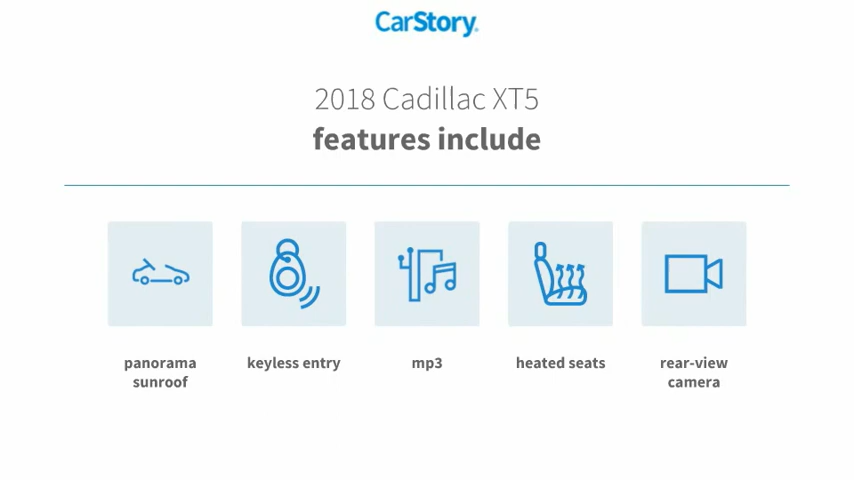 CarStory.
2018 Cadillac XT5
features include
panorama sunroof
keyless entry
mp3
heated seats
rear-view camera